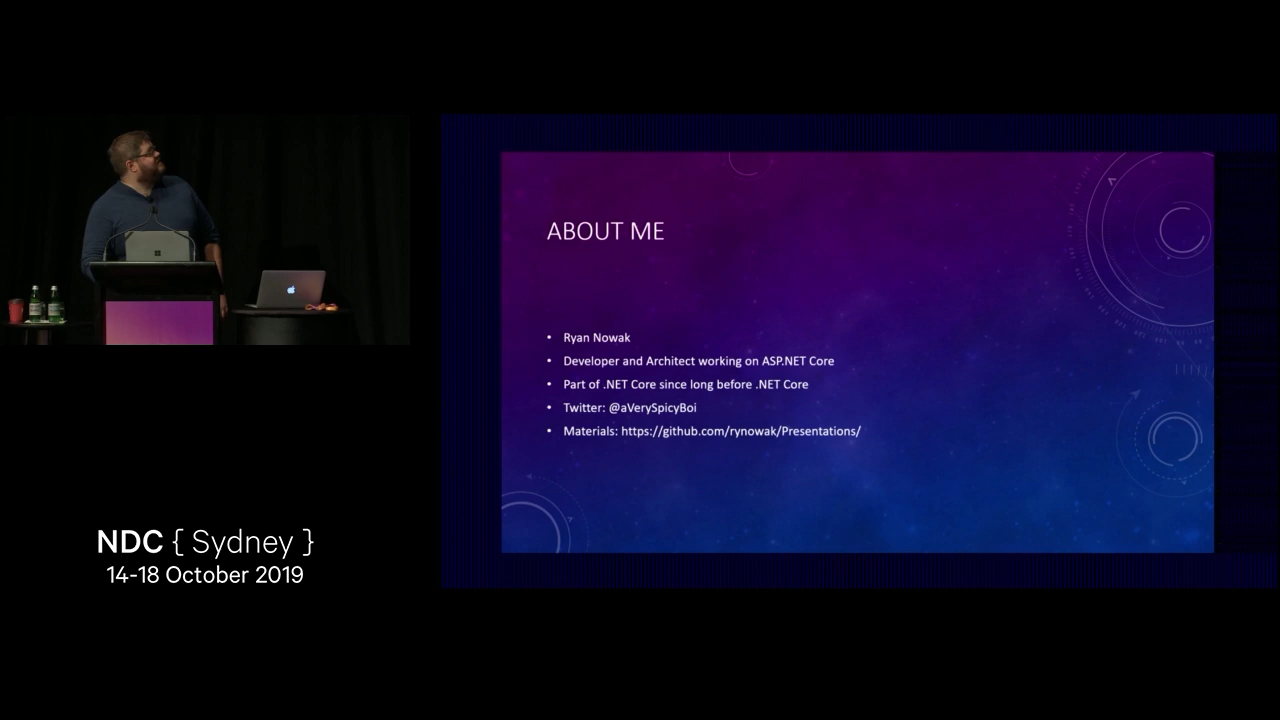 ABOUT ME
• Ryan Nowak
• Developer and Architect working on ASP.NET Core
• Part of .NET Core since long before .NET Core
• Twitter: @aVerySpicyBoi
• Materials: https://github.com/rynowak/Presentations/
NDC { Sydney }
14-18 October 2019